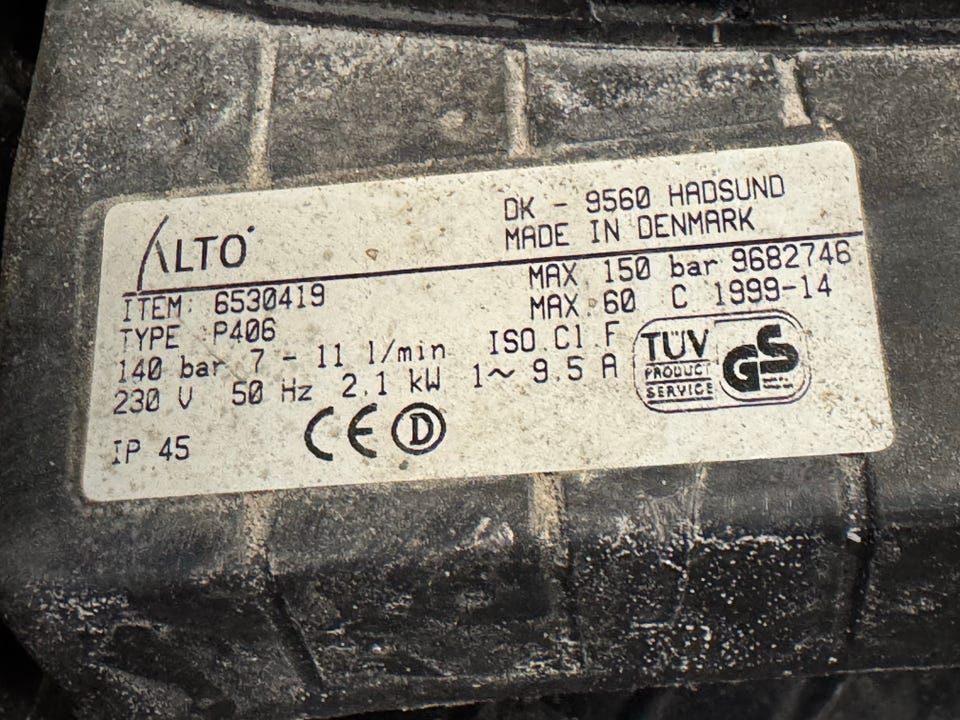 ALTO
DK - 9560 HADSUND
MADE IN DENMARK
ITEM: 6530419
MAX. 150 bar 9682746
TYPE P406
MAX. 60 C 1999-14
140 bar 7 - 11 l/min
ISO.Cl.F
230 V 50 Hz 2.1 kW 1~ 9.5 A
TÜV
PRODUCT
SERVICE
GS
IP 45
CE D